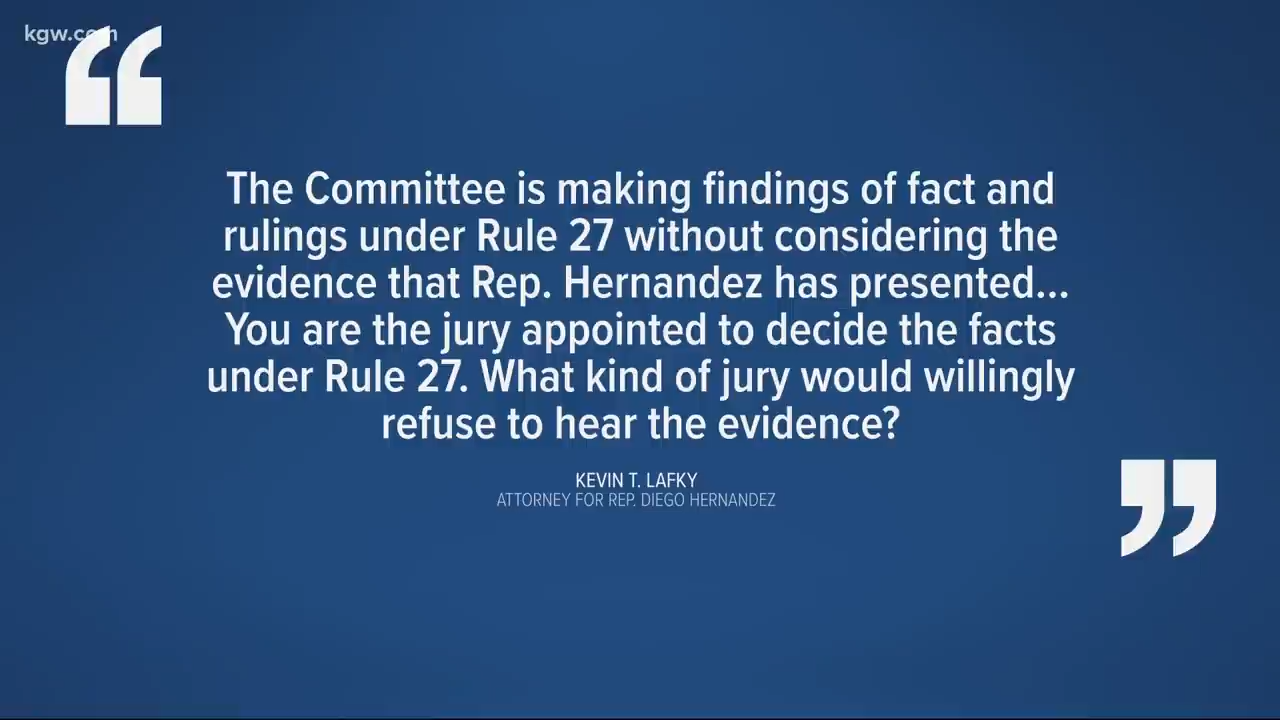 kgw.com
“
The Committee is making findings of fact and
rulings under Rule 27 without considering the
evidence that Rep. Hernandez has presented...
You are the jury appointed to decide the facts
under Rule 27. What kind of jury would willingly
refuse to hear the evidence?
KEVIN T. LAFKY
ATTORNEY FOR REP. DIEGO HERNANDEZ
”